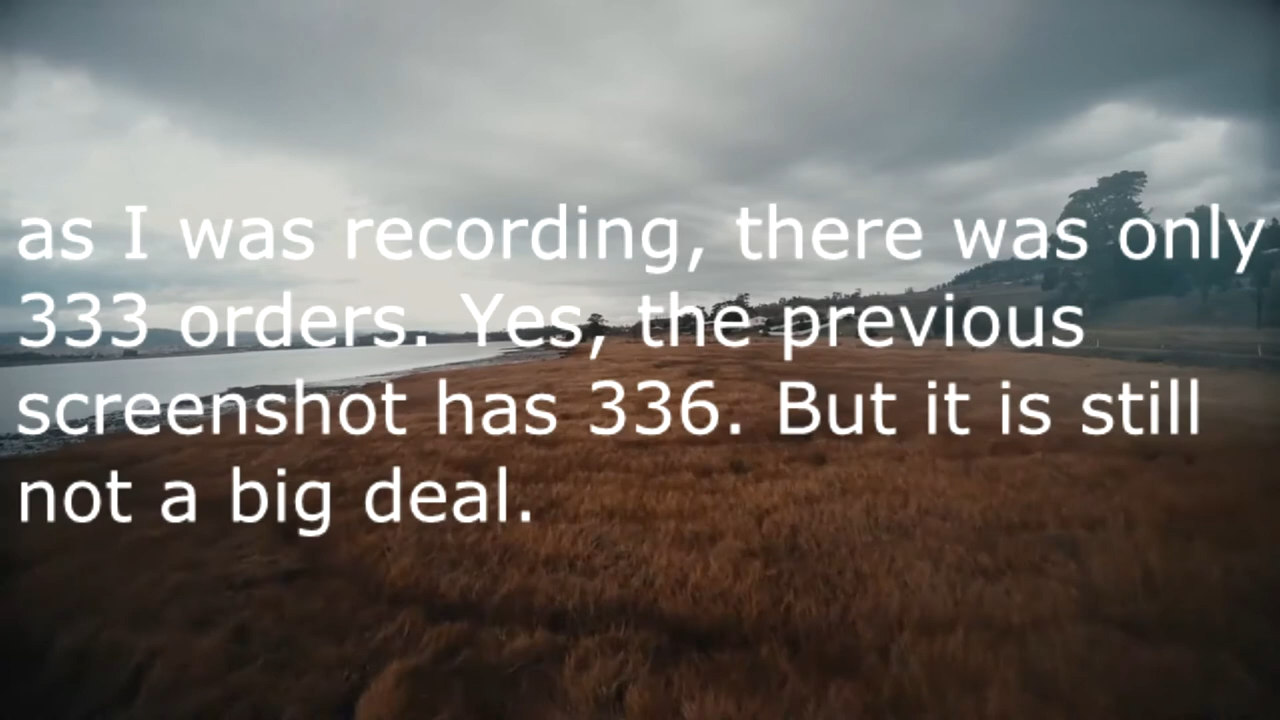 as I was recording, there was only
333 orders. Yes, the previous
screenshot has 336. But it is still
not a big deal.